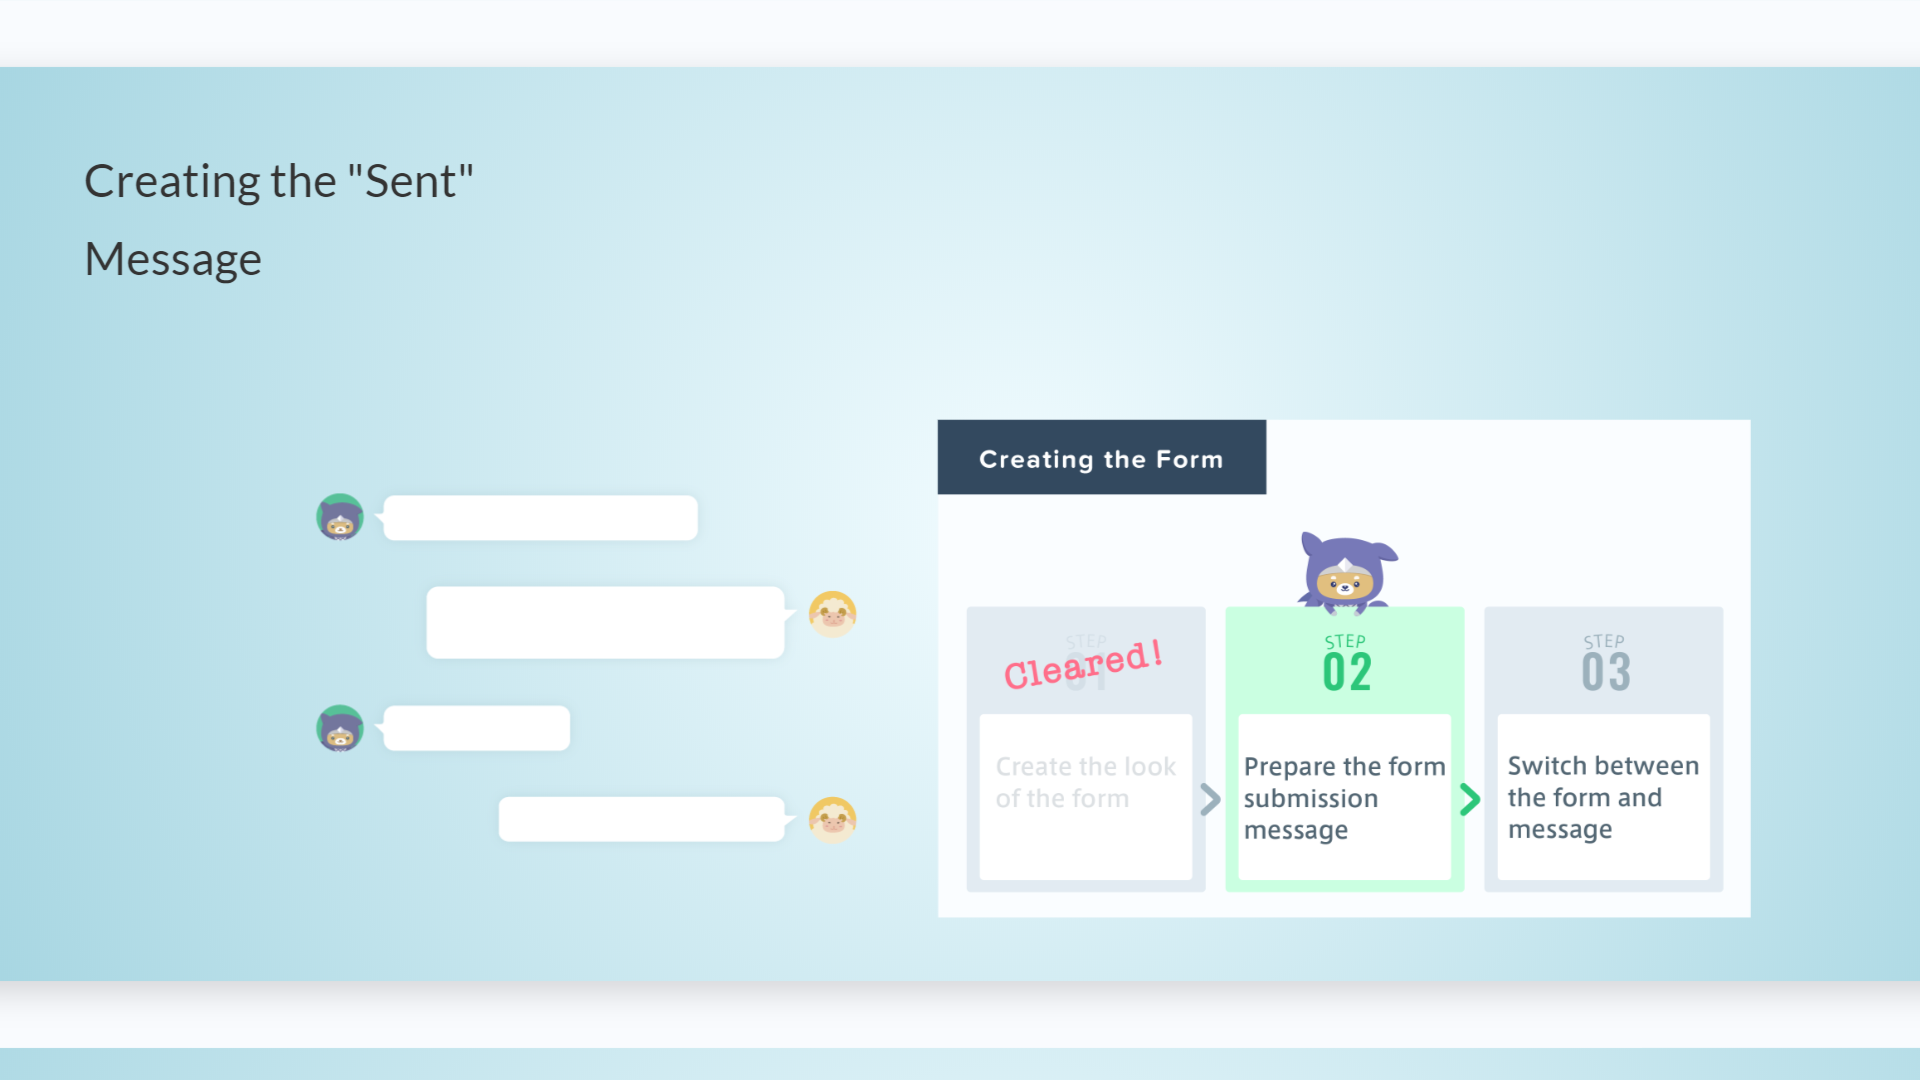 Creating the "Sent"
Message
Creating the Form
STEP
01
Cleared!
Create the look
of the form
STEP
02
Prepare the form
submission
message
STEP
03
Switch between
the form and
message